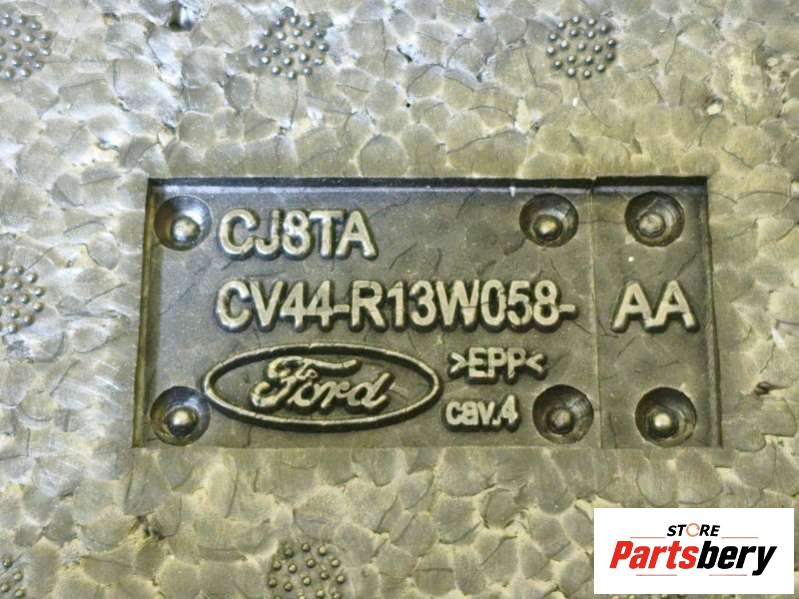 CJ8TA
CV44-R13W058- AA
Ford
>EPP<
cav.4
STORE
Partsbery